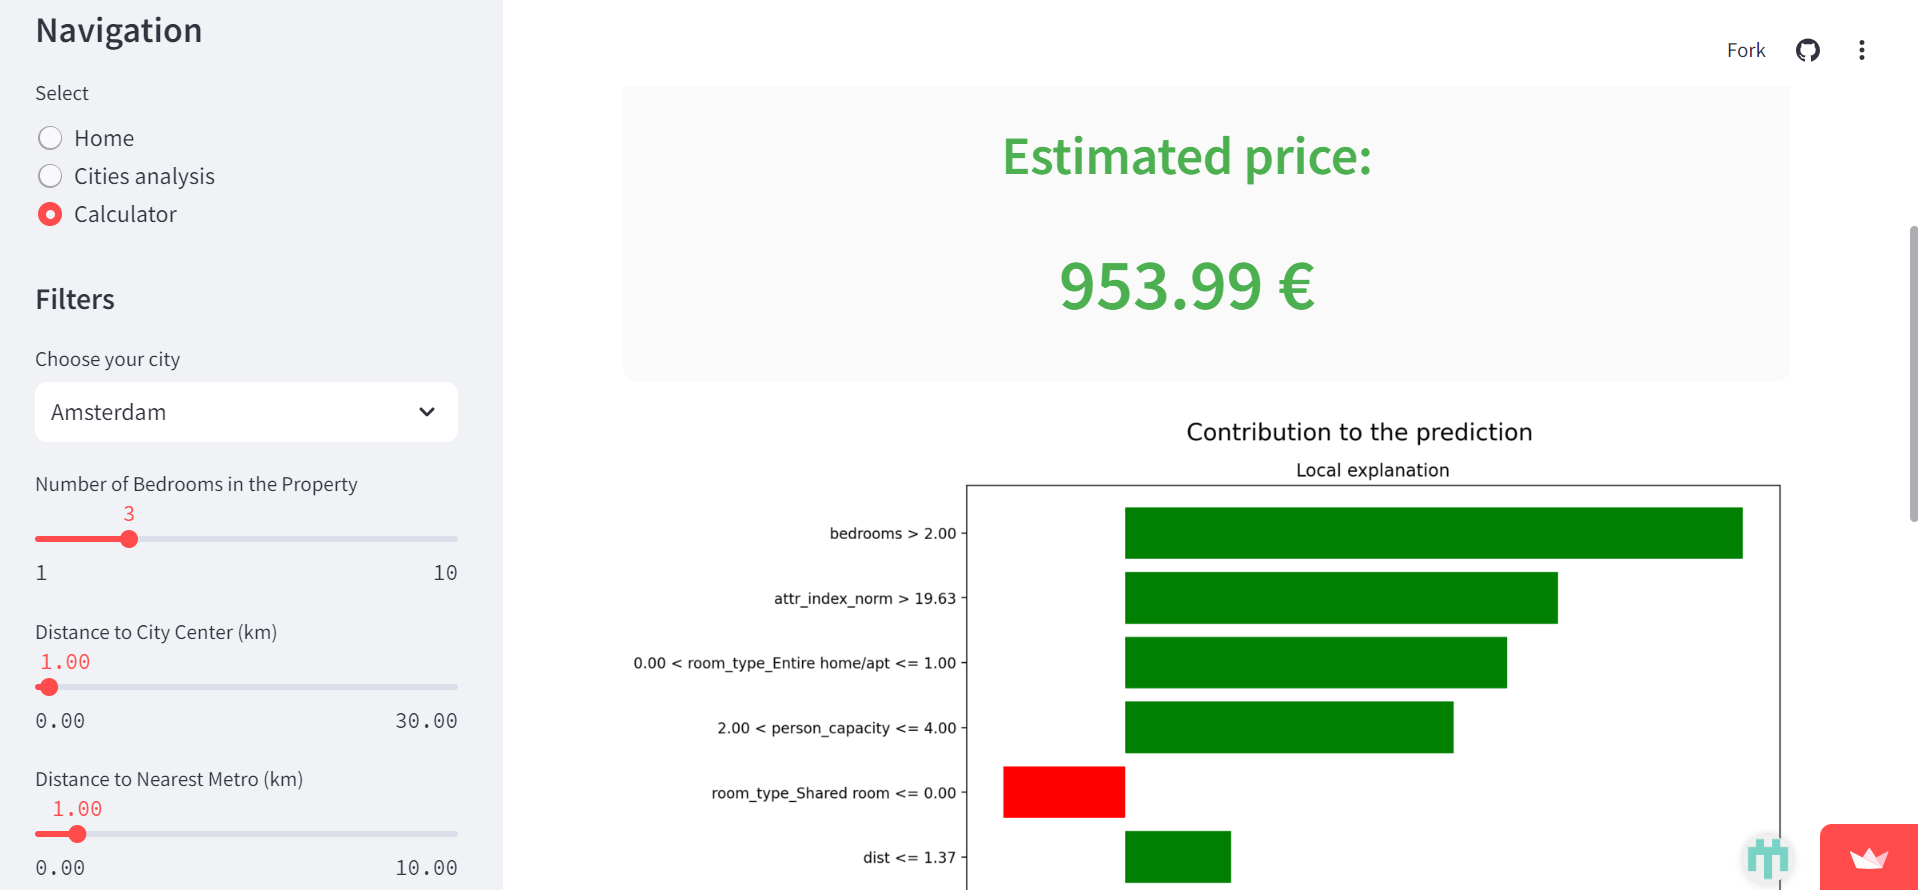 Navigation
Select
Home
Cities analysis
Calculator
Filters
Choose your city
Amsterdam
Number of Bedrooms in the Property
3
1 10
Distance to City Center (km)
1.00
0.00 30.00
Distance to Nearest Metro (km)
1.00
0.00 10.00
Fork
Estimated price:
953.99 €
Contribution to the prediction
Local explanation
bedrooms > 2.00
attr_index_norm > 19.63
0.00 < room_type_Entire home/apt <= 1.00
2.00 < person_capacity <= 4.00
room_type_Shared room <= 0.00
dist <= 1.37